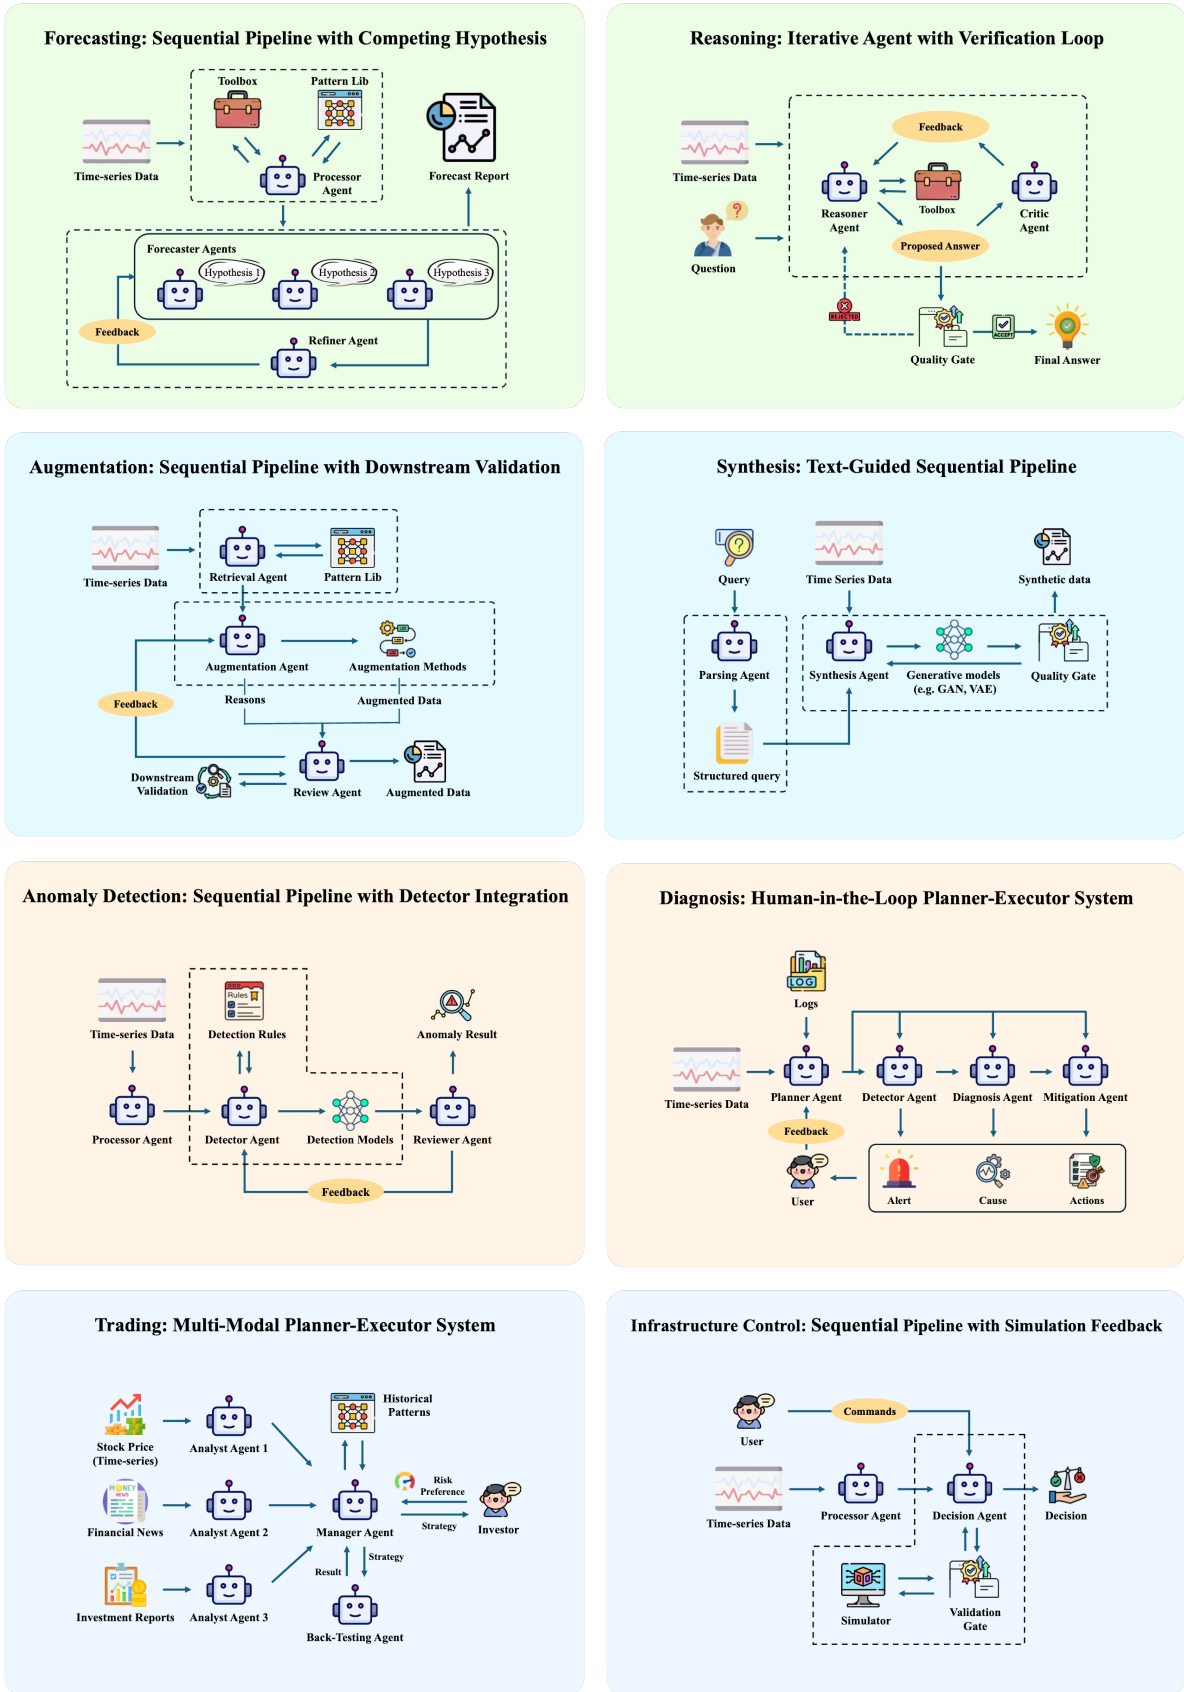 Forecasting: Sequential Pipeline with Competing Hypothesis
Toolbox
Pattern Lib
Time-series Data
Processor
Agent
Forecast Report
Forecaster Agents
Hypothesis 1
Hypothesis 2
Hypothesis 3
Feedback
Refiner Agent
Reasoning: Iterative Agent with Verification Loop
Time-series Data
Feedback
Reasoner
Agent
Toolbox
Critic
Agent
Question
Proposed Answer
REJECTED
Quality Gate
ACCEPT
Final Answer
Augmentation: Sequential Pipeline with Downstream Validation
Time-series Data
Retrieval Agent
Pattern Lib
Augmentation Agent
Augmentation Methods
Reasons
Augmented Data
Feedback
Downstream
Validation
Review Agent
Augmented Data
Synthesis: Text-Guided Sequential Pipeline
Query
Time Series Data
Synthetic data
Parsing Agent
Synthesis Agent
Generative models
(e.g. GAN, VAE)
Quality Gate
Structured query
Anomaly Detection: Sequential Pipeline with Detector Integration
Rules
Time-series Data
Detection Rules
Anomaly Result
Processor Agent
Detector Agent
Detection Models
Reviewer Agent
Feedback
Diagnosis: Human-in-the-Loop Planner-Executor System
LOG
Logs
Time-series Data
Planner Agent
Detector Agent
Diagnosis Agent
Mitigation Agent
Feedback
User
Alert
Cause
Actions
Trading: Multi-Modal Planner-Executor System
Stock Price
(Time-series)
Analyst Agent 1
Historical
Patterns
MONEY
NEWS
Financial News
Analyst Agent 2
Manager Agent
Risk
Preference
Strategy
Investor
Investment Reports
Analyst Agent 3
Result
Strategy
Back-Testing Agent
Infrastructure Control: Sequential Pipeline with Simulation Feedback
User
Commands
Time-series Data
Processor Agent
Decision Agent
Decision
Simulator
Validation
Gate